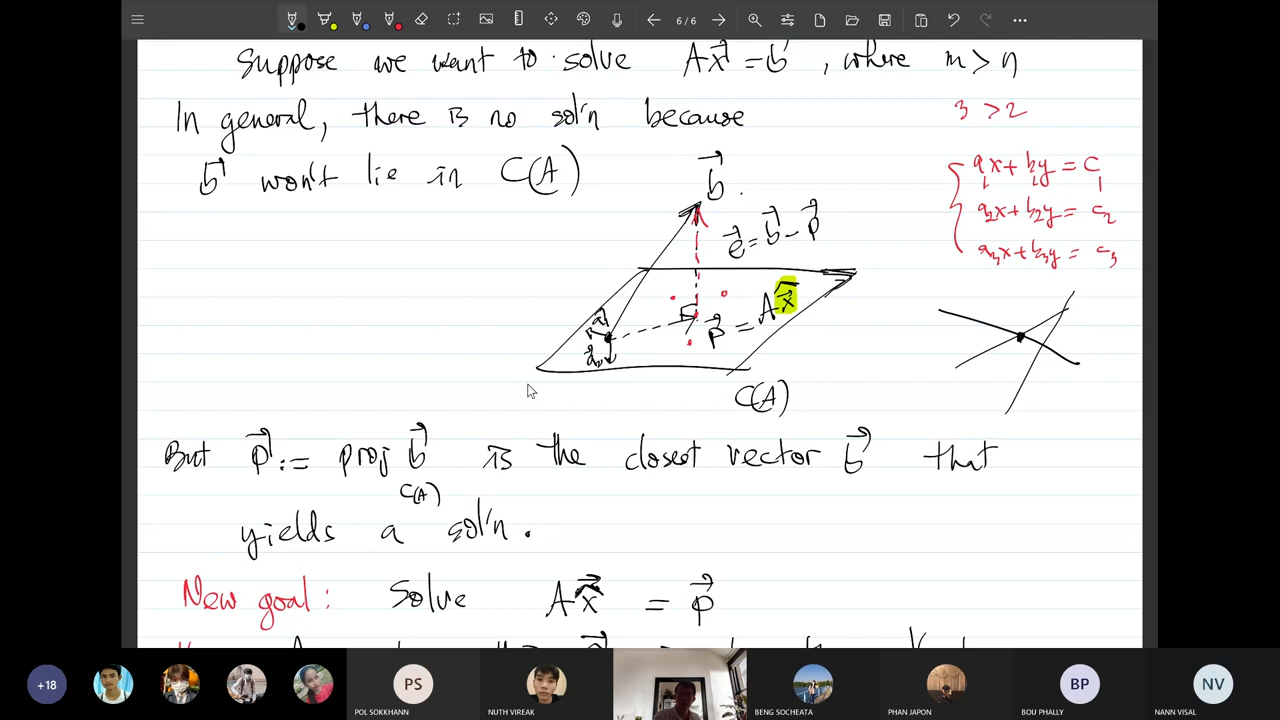 6/6
Suppose we want to solve Ax⃗ = b⃗, where m > n
In general, there is no sol'n because
3 > 2
b⃗ won't lie in C(A)
b⃗
a₁x + b₁y = c₁
a₂x + b₂y = c₂
a₃x + b₃y = c₃
e⃗ = b⃗ - p⃗
p⃗ = Ax̂
C(A)
But p⃗ := proj b⃗ is the closest vector b⃗ that
C(A)
yields a sol'n.
New goal: Solve Ax̂ = p⃗
+18
PS
BP
NV
POL SOKKHANN
NUTH VIREAK
BENG SOCHEATA
PHAN JAPON
BOU PHALLY
NANN VISAL